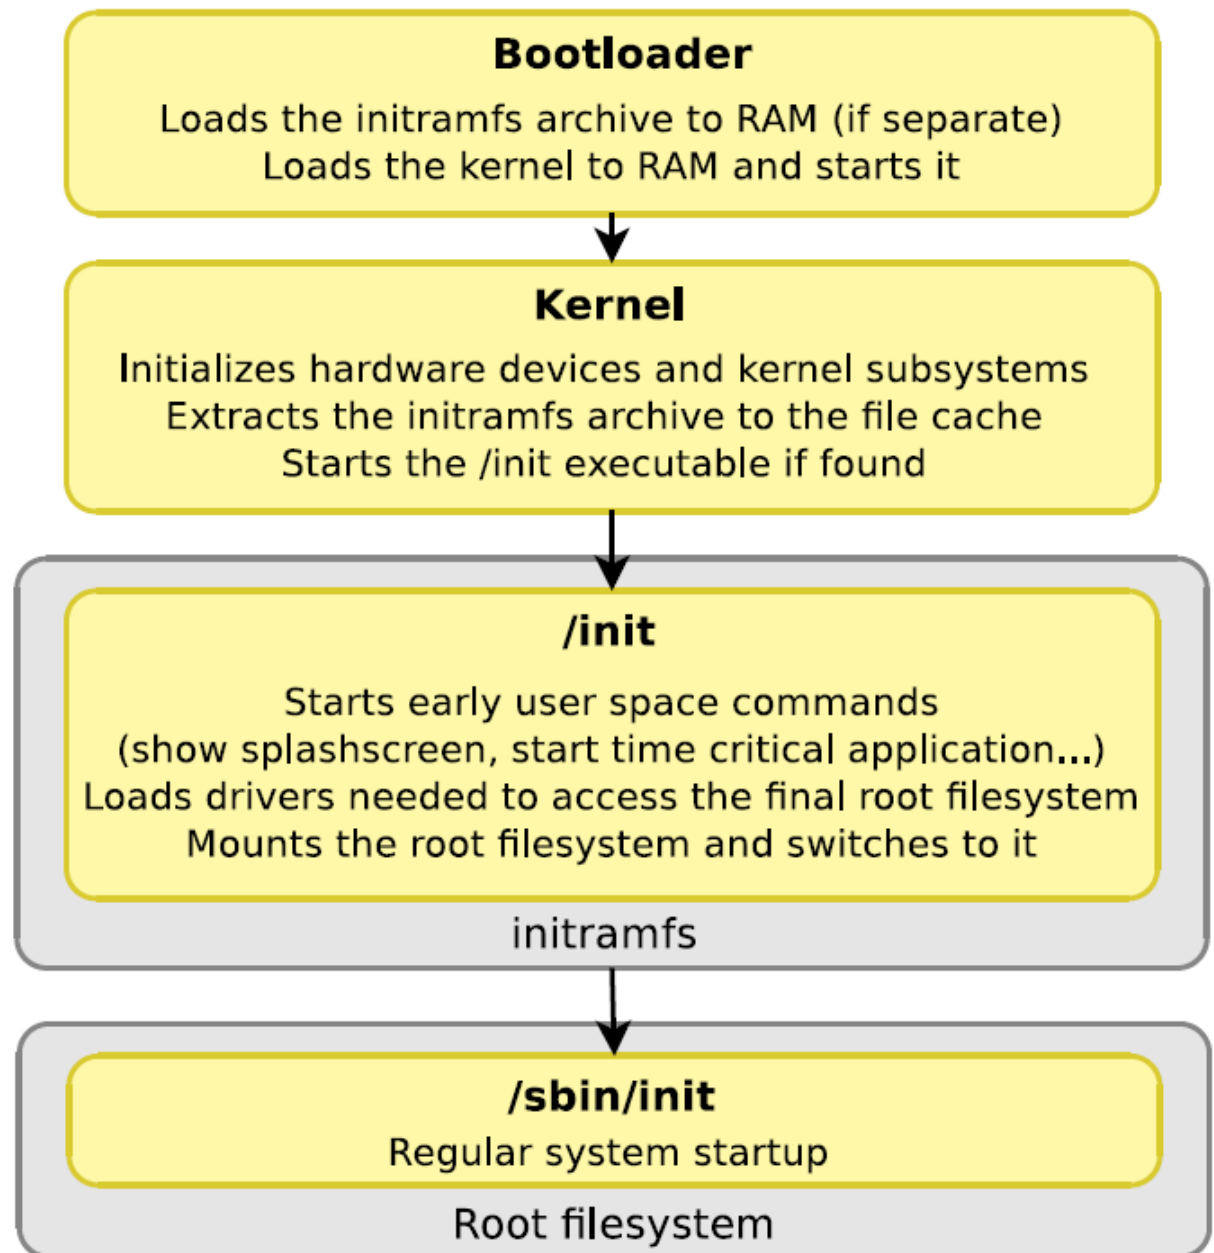 Bootloader
Loads the initramfs archive to RAM (if separate)
Loads the kernel to RAM and starts it
Kernel
Initializes hardware devices and kernel subsystems
Extracts the initramfs archive to the file cache
Starts the /init executable if found
/init
Starts early user space commands
(show splashscreen, start time critical application...)
Loads drivers needed to access the final root filesystem
Mounts the root filesystem and switches to it
initramfs
/sbin/init
Regular system startup
Root filesystem